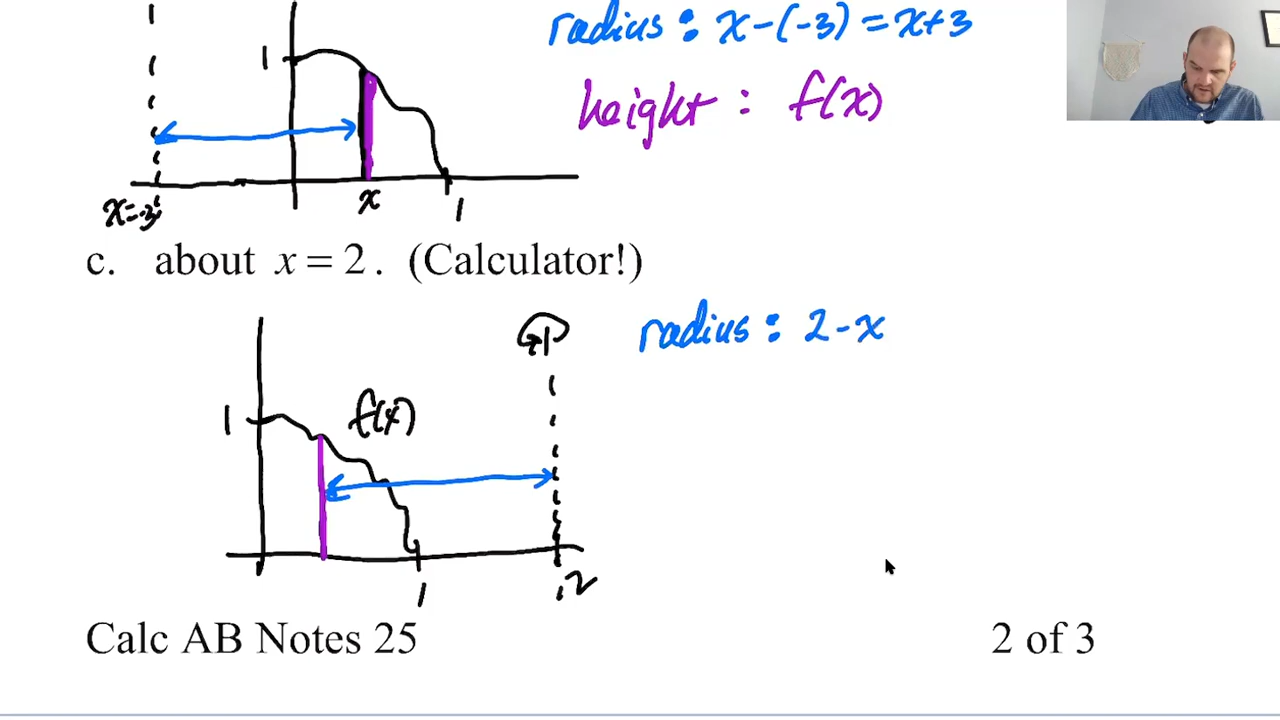 radius: x-(-3) = x+3
1
height: f(x)
x=-3
x
1
c. about x = 2. (Calculator!)
radius: 2-x
1
f(x)
1
2
Calc AB Notes 25
2 of 3